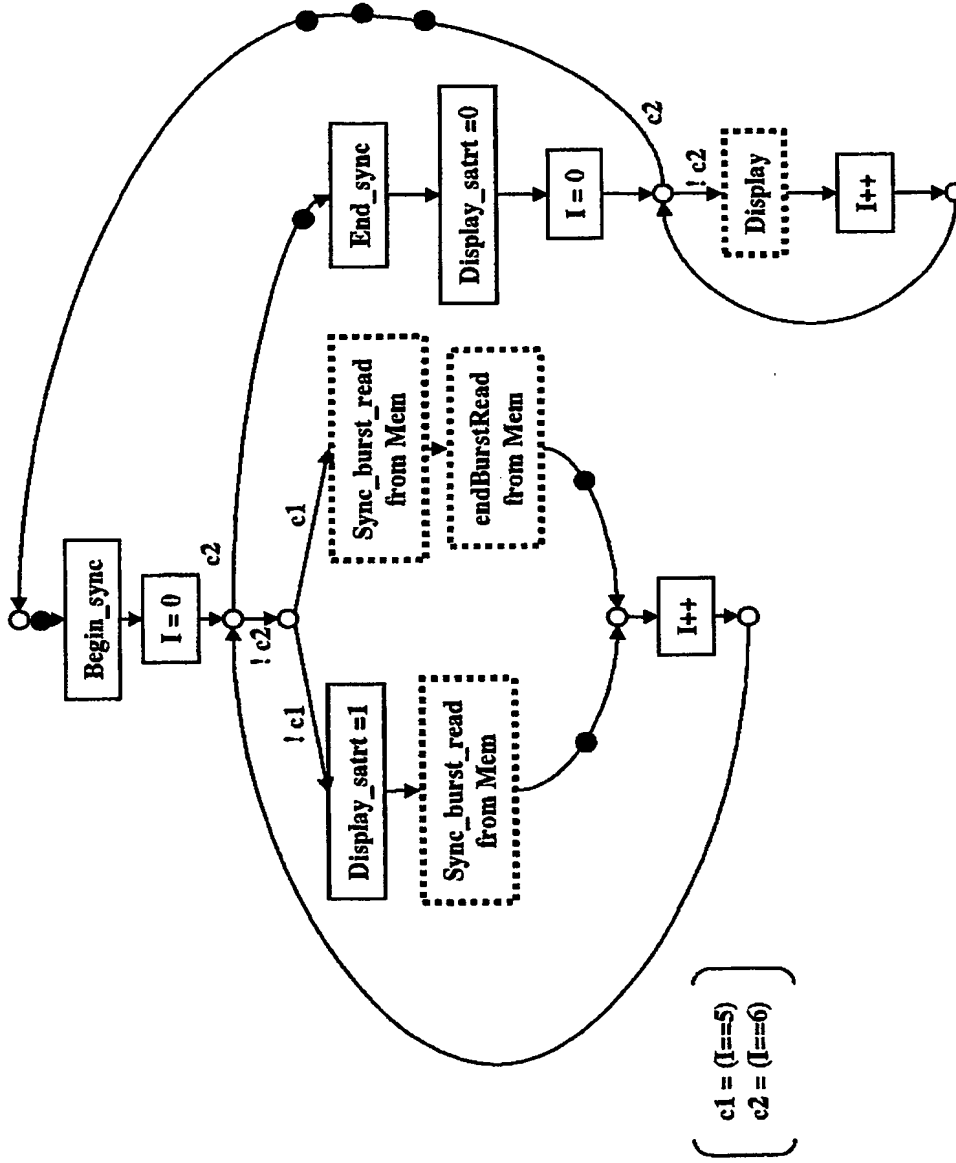 Begin_sync
I = 0
c2
! c2
! c1
c1
Display_satrt =1
Sync_burst_read
from Mem
Sync_burst_read
from Mem
endBurstRead
from Mem
I++
End_sync
Display_satrt =0
I = 0
c2
! c2
Display
I++
c1 = (I==5)
c2 = (I==6)